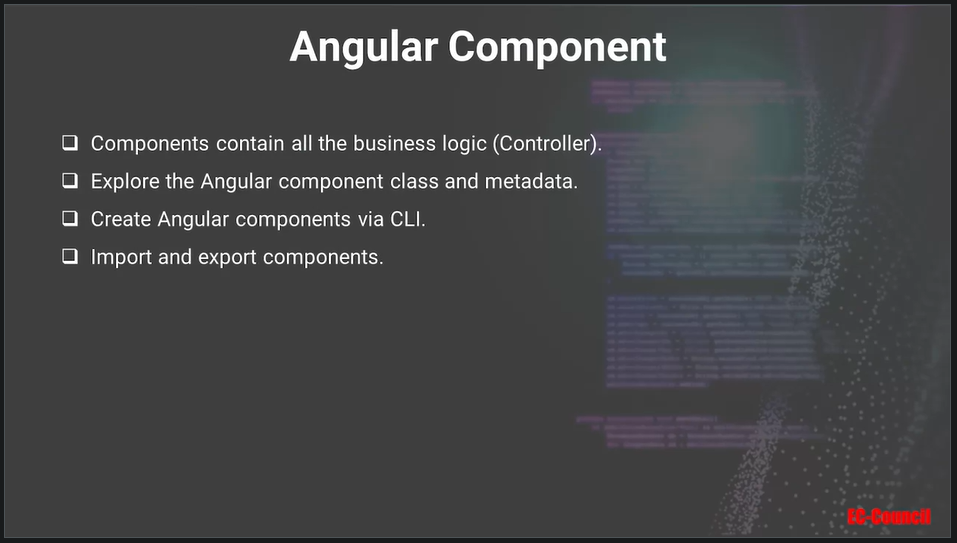 Angular Component
❑ Components contain all the business logic (Controller).
❑ Explore the Angular component class and metadata.
❑ Create Angular components via CLI.
❑ Import and export components.
EC-Council